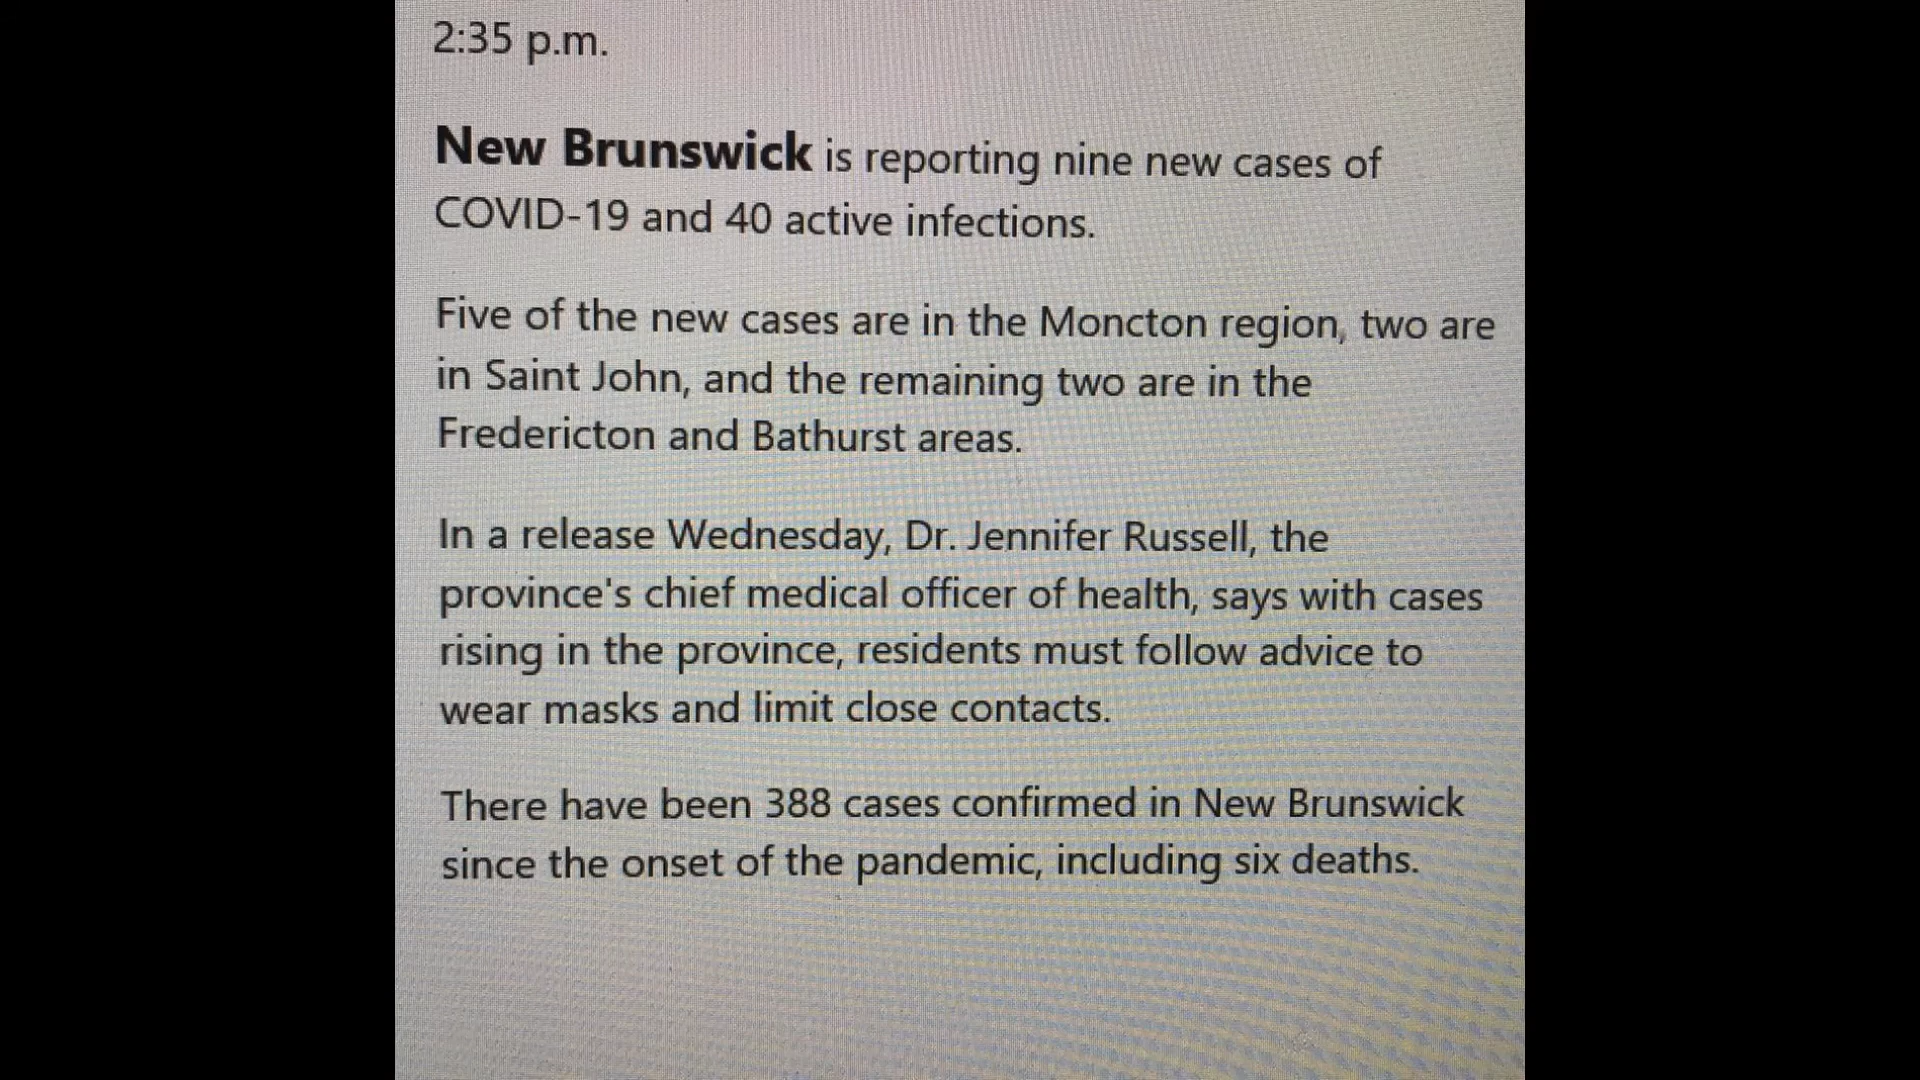 2:35 p.m.
New Brunswick is reporting nine new cases of
COVID-19 and 40 active infections.
Five of the new cases are in the Moncton region, two are
in Saint John, and the remaining two are in the
Fredericton and Bathurst areas.
In a release Wednesday, Dr. Jennifer Russell, the
province's chief medical officer of health, says with cases
rising in the province, residents must follow advice to
wear masks and limit close contacts.
There have been 388 cases confirmed in New Brunswick
since the onset of the pandemic, including six deaths.